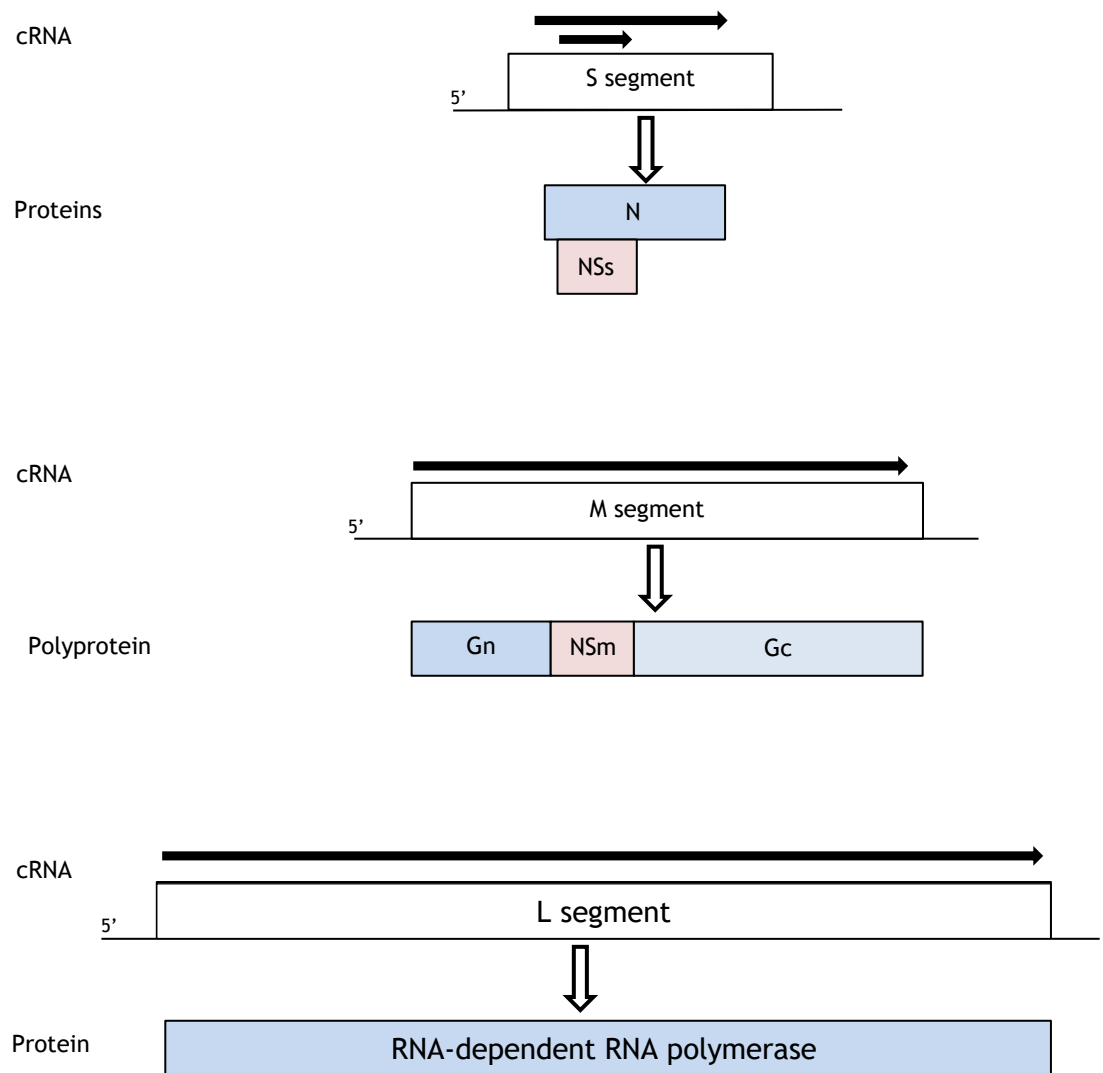 cRNA
S segment
5’
Proteins
N
NSs
cRNA
M segment
5’
Polyprotein
Gn
NSm
Gc
cRNA
L segment
5’
Protein
RNA-dependent RNA polymerase